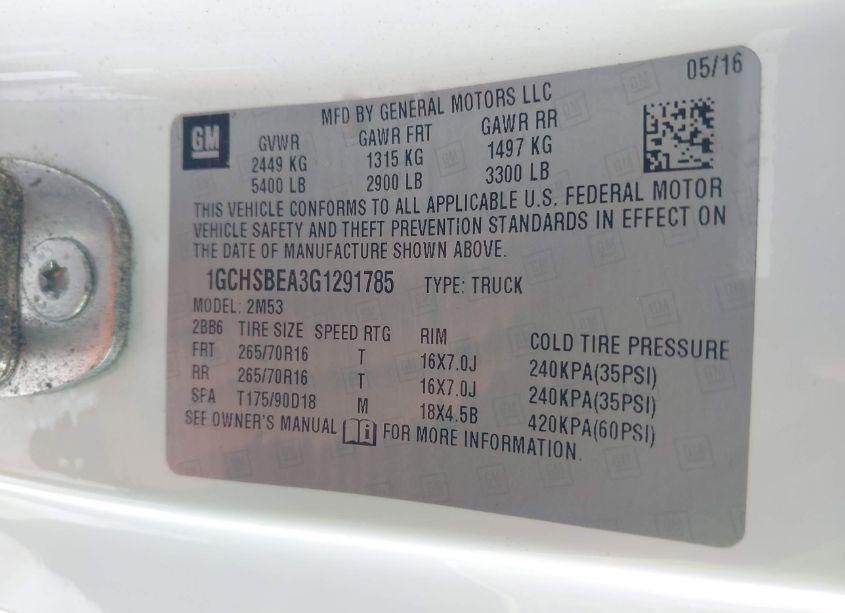 05/16
MFD BY GENERAL MOTORS LLC
GM
GVWR GAWR FRT GAWR RR
2449 KG 1315 KG 1497 KG
5400 LB 2900 LB 3300 LB
THIS VEHICLE CONFORMS TO ALL APPLICABLE U.S. FEDERAL MOTOR
VEHICLE SAFETY AND THEFT PREVENTION STANDARDS IN EFFECT ON
THE DATE OF MANUFACTURE SHOWN ABOVE.
1GCHSBEA3G1291785 TYPE: TRUCK
MODEL: 2M53
2BB6 TIRE SIZE SPEED RTG RIM COLD TIRE PRESSURE
FRT 265/70R16 T 16X7.0J 240KPA(35PSI)
RR 265/70R16 T 16X7.0J 240KPA(35PSI)
SFA T175/90D18 M 18X4.5B 420KPA(60PSI)
SEE OWNER'S MANUAL i FOR MORE INFORMATION.